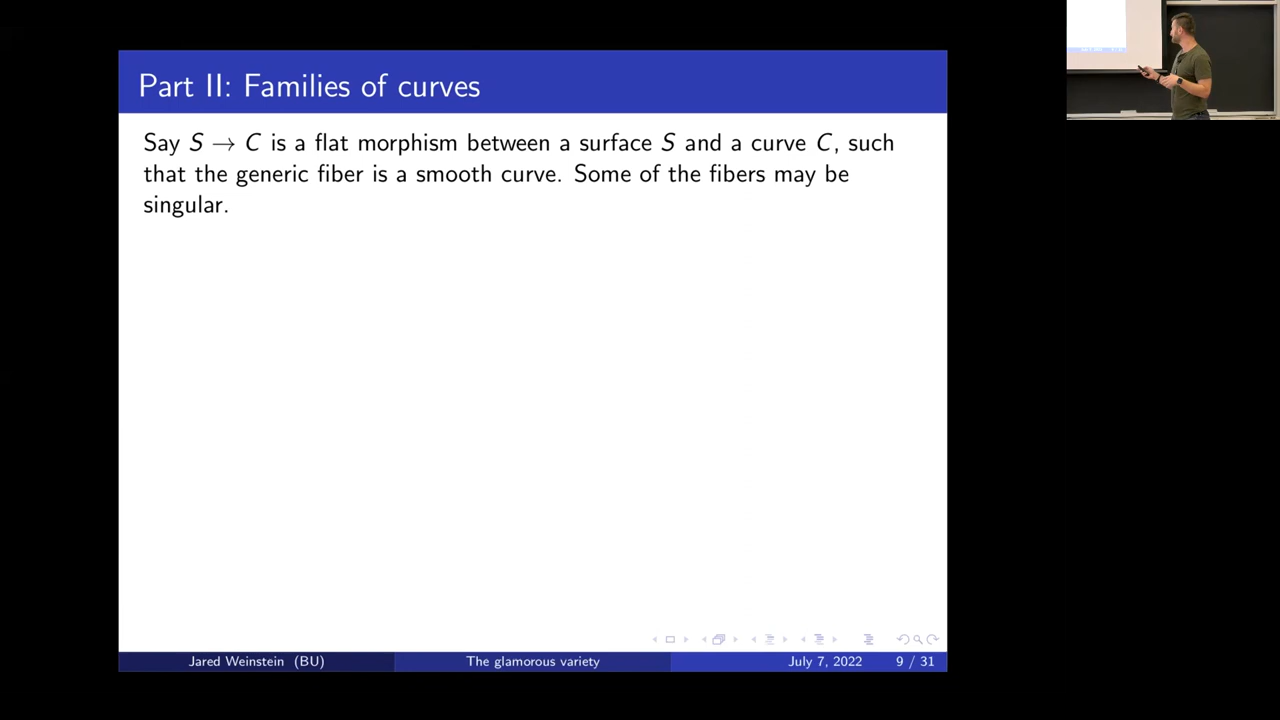 Part II: Families of curves
Say S → C is a flat morphism between a surface S and a curve C, such
that the generic fiber is a smooth curve. Some of the fibers may be
singular.
Jared Weinstein (BU) The glamorous variety July 7, 2022 9 / 31